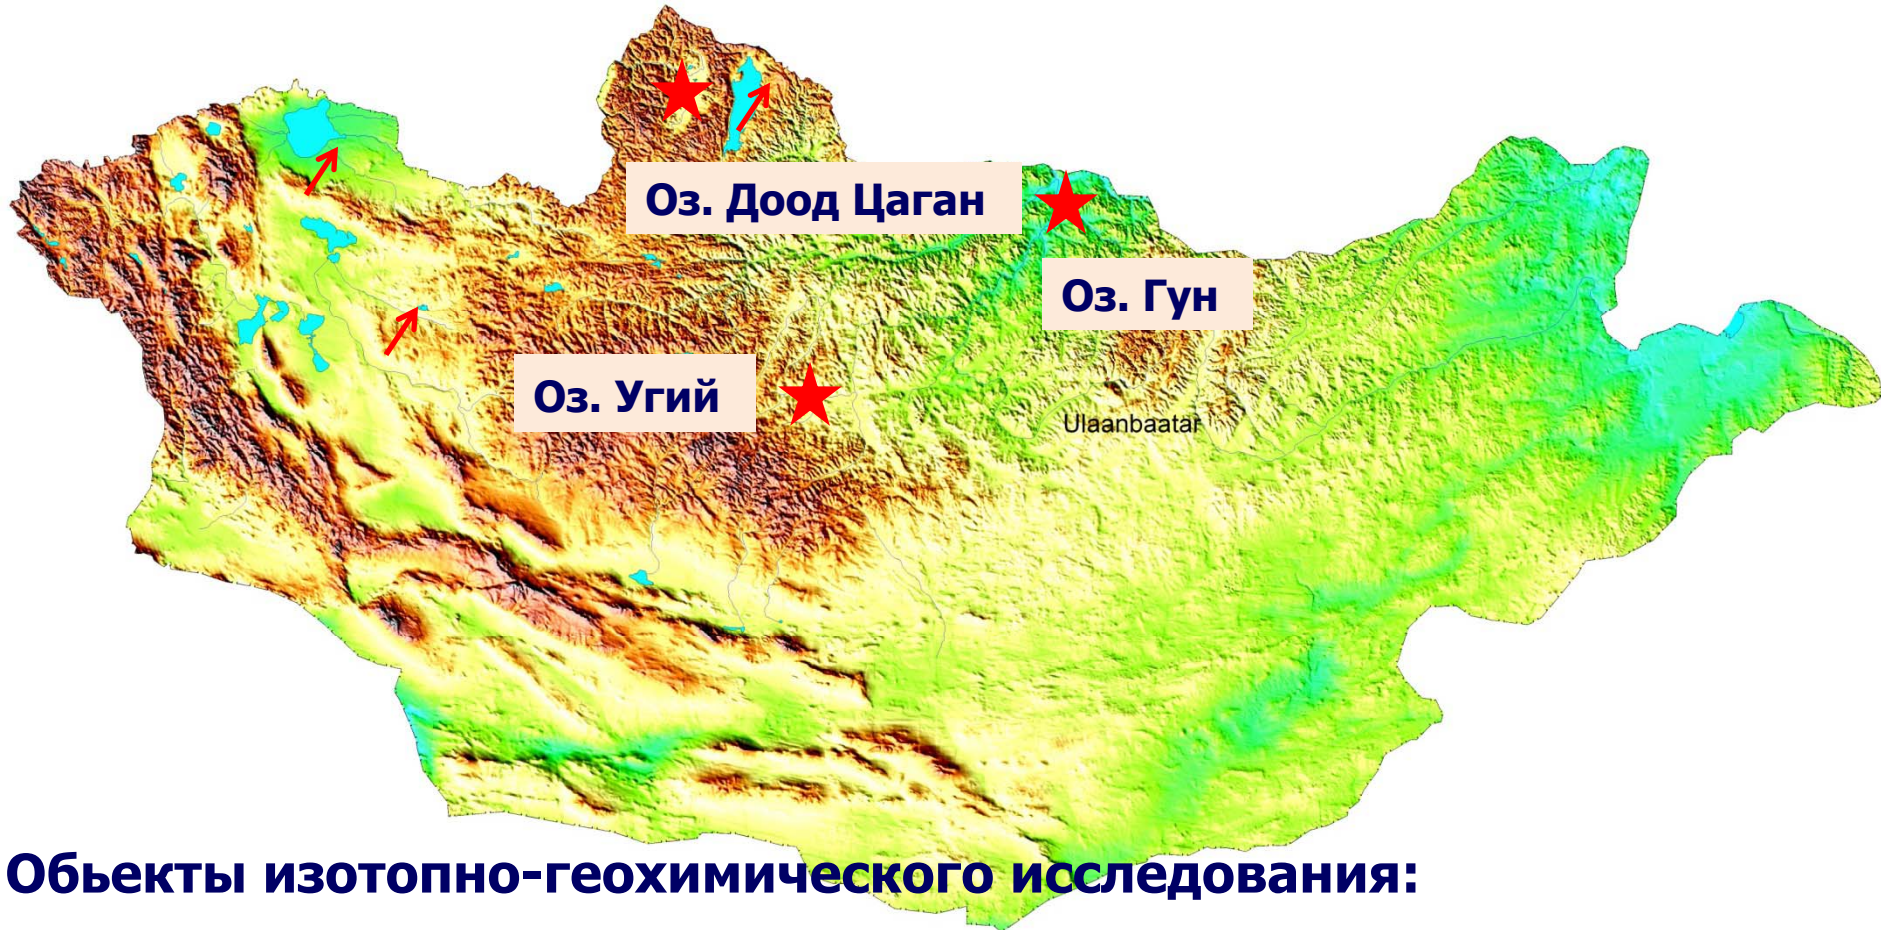 Оз. Доод Цаган
Оз. Гун
Оз. Угий
Ulaanbaatar
Обьекты изотопно-геохимического исследования: